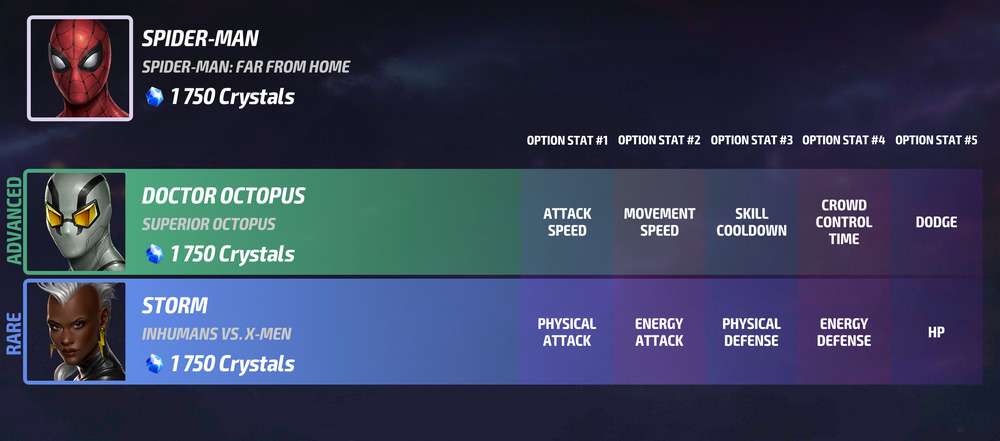 SPIDER-MAN
SPIDER-MAN: FAR FROM HOME
1 750 Crystals
OPTION STAT #1 OPTION STAT #2 OPTION STAT #3 OPTION STAT #4 OPTION STAT #5
ADVANCED
DOCTOR OCTOPUS
SUPERIOR OCTOPUS
1 750 Crystals
ATTACK
SPEED
MOVEMENT
SPEED
SKILL
COOLDOWN
CROWD
CONTROL
TIME
DODGE
RARE
STORM
INHUMANS VS. X-MEN
1 750 Crystals
PHYSICAL
ATTACK
ENERGY
ATTACK
PHYSICAL
DEFENSE
ENERGY
DEFENSE
HP